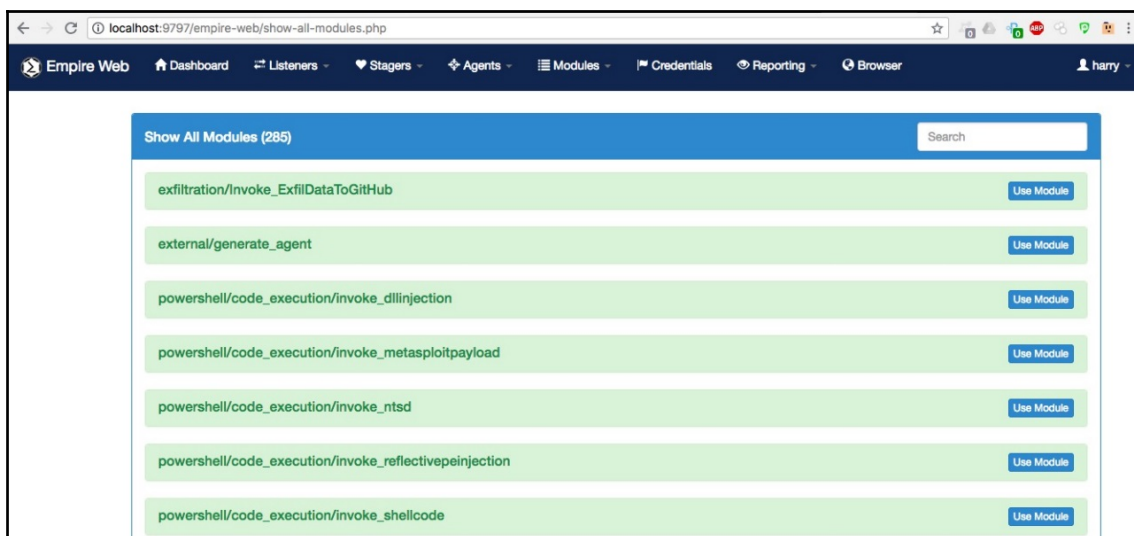 localhost:9797/empire-web/show-all-modules.php
0 0 ABP
Empire Web Dashboard Listeners Stagers Agents Modules Credentials Reporting Browser harry
Show All Modules (285) Search
exfiltration/Invoke_ExfilDataToGitHub Use Module
external/generate_agent Use Module
powershell/code_execution/invoke_dllinjection Use Module
powershell/code_execution/invoke_metasploitpayload Use Module
powershell/code_execution/invoke_ntsd Use Module
powershell/code_execution/invoke_reflectivepeinjection Use Module
powershell/code_execution/invoke_shellcode Use Module